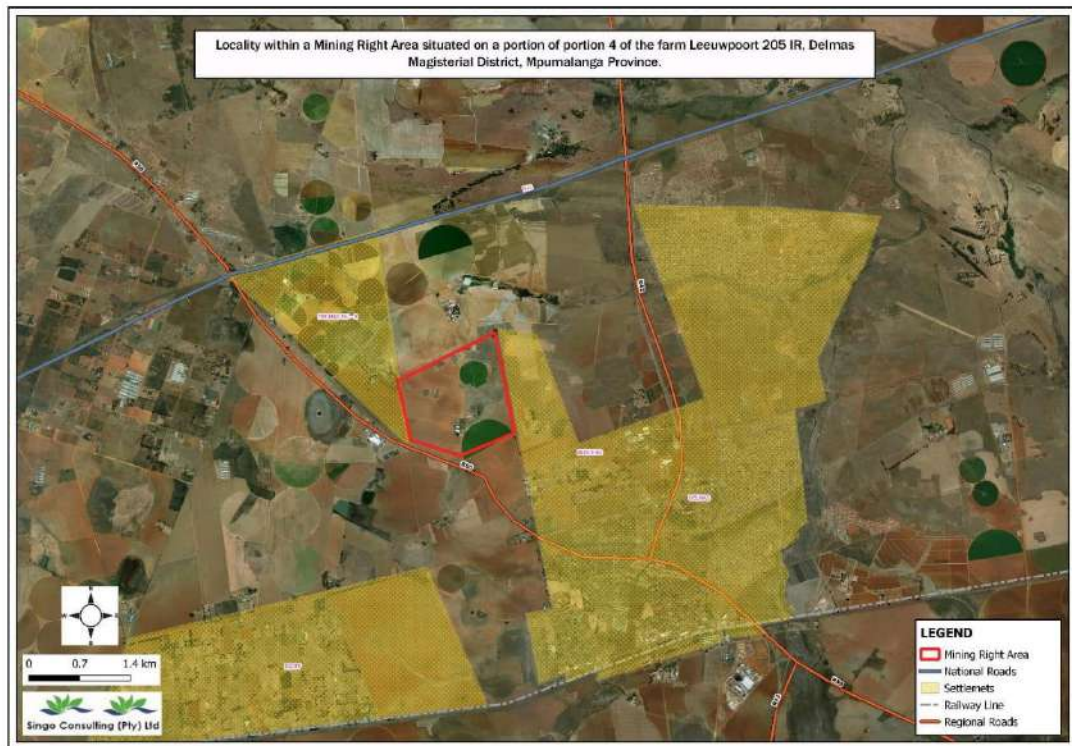 Locality within a Mining Right Area situated on a portion of portion 4 of the farm Leeuwpoort 205 IR, Delmas
Magisterial District, Mpumalanga Province.
R50
N
W
E
S
0 0.7 1.4 km
Singo Consulting (Pty) Ltd
LEGEND
Mining Right Area
National Roads
Settlemets
Railway Line
Regional Roads